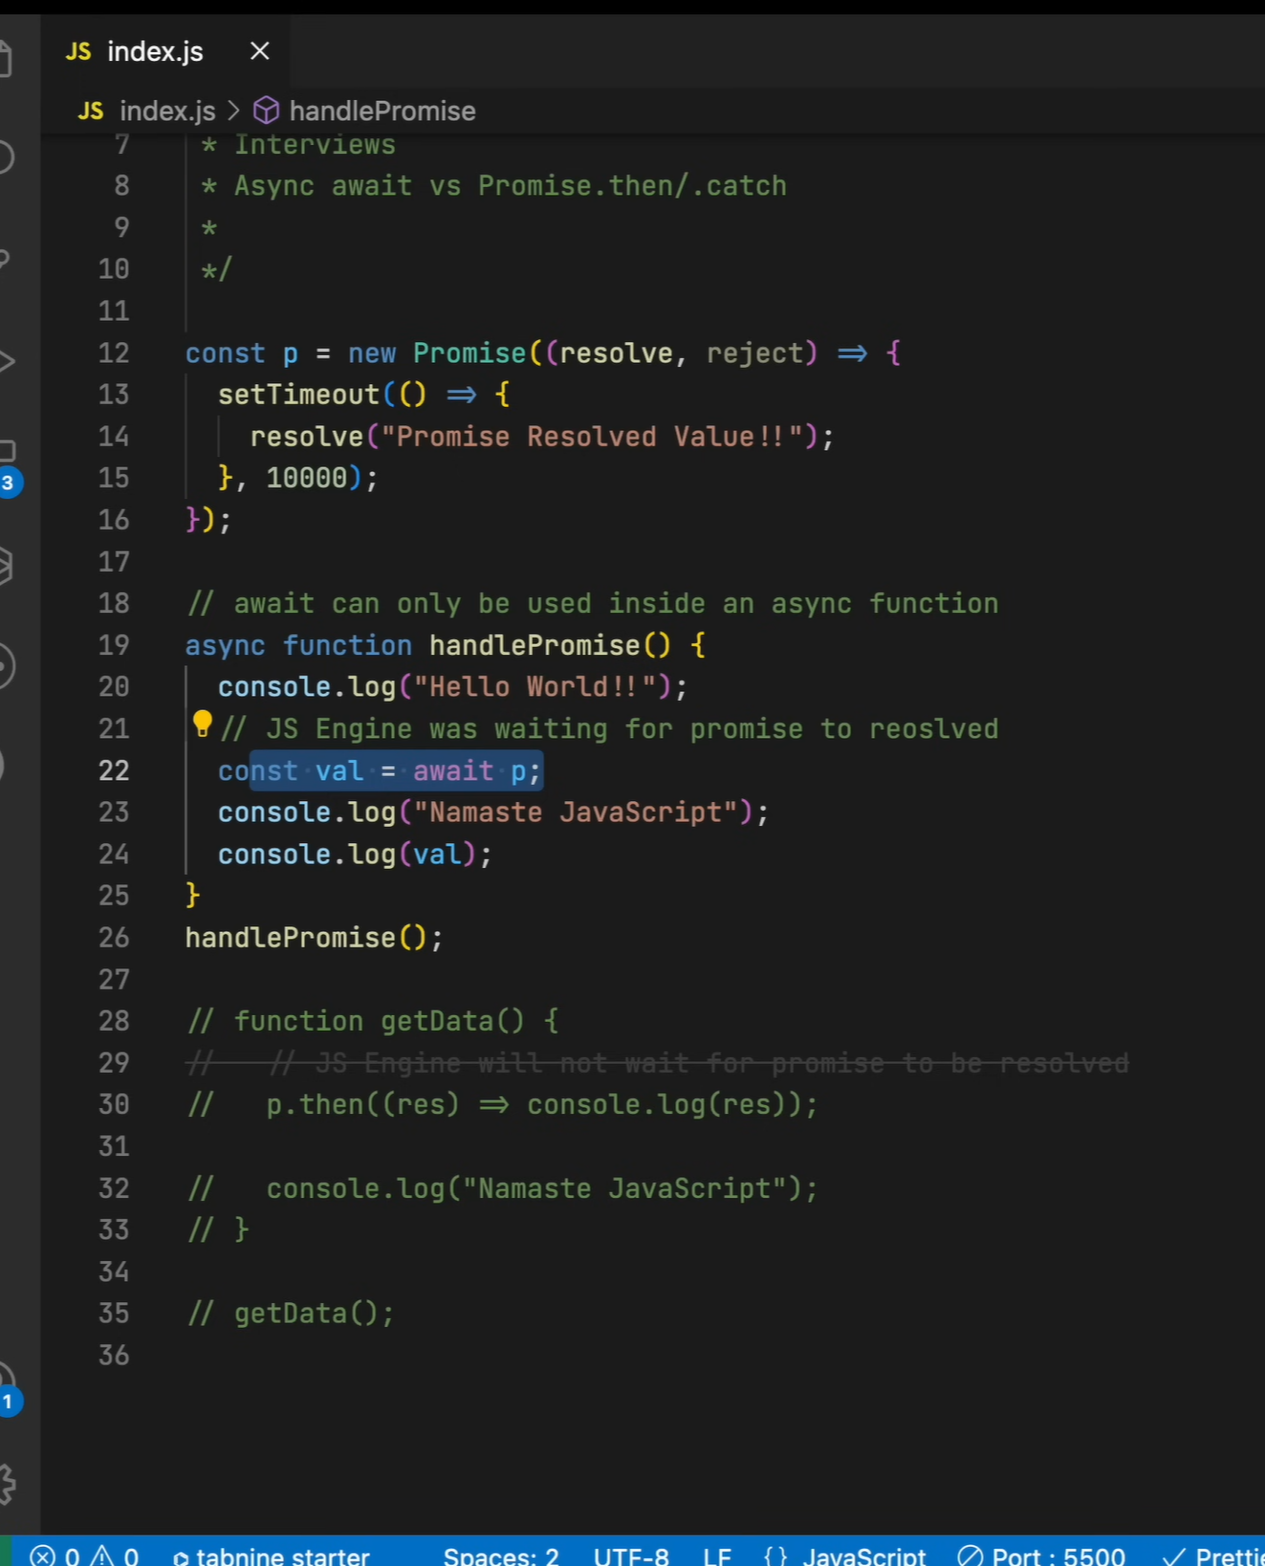 JS index.js ×
JS index.js > handlePromise
7 * Interviews
8 * Async await vs Promise.then/.catch
9 *
10 */
11
12 const p = new Promise((resolve, reject) => {
13 setTimeout(() => {
14 resolve("Promise Resolved Value!!");
15 }, 10000);
16 });
17
18 // await can only be used inside an async function
19 async function handlePromise() {
20 console.log("Hello World!!");
21 // JS Engine was waiting for promise to reoslved
22 const val = await p;
23 console.log("Namaste JavaScript");
24 console.log(val);
25 }
26 handlePromise();
27
28 // function getData() {
29 // // JS Engine will not wait for promise to be resolved
30 // p.then((res) => console.log(res));
31
32 // console.log("Namaste JavaScript");
33 // }
34
35 // getData();
36
3
1
0 0 tabnine starter Spaces: 2 UTF-8 LF {} JavaScript Port : 5500